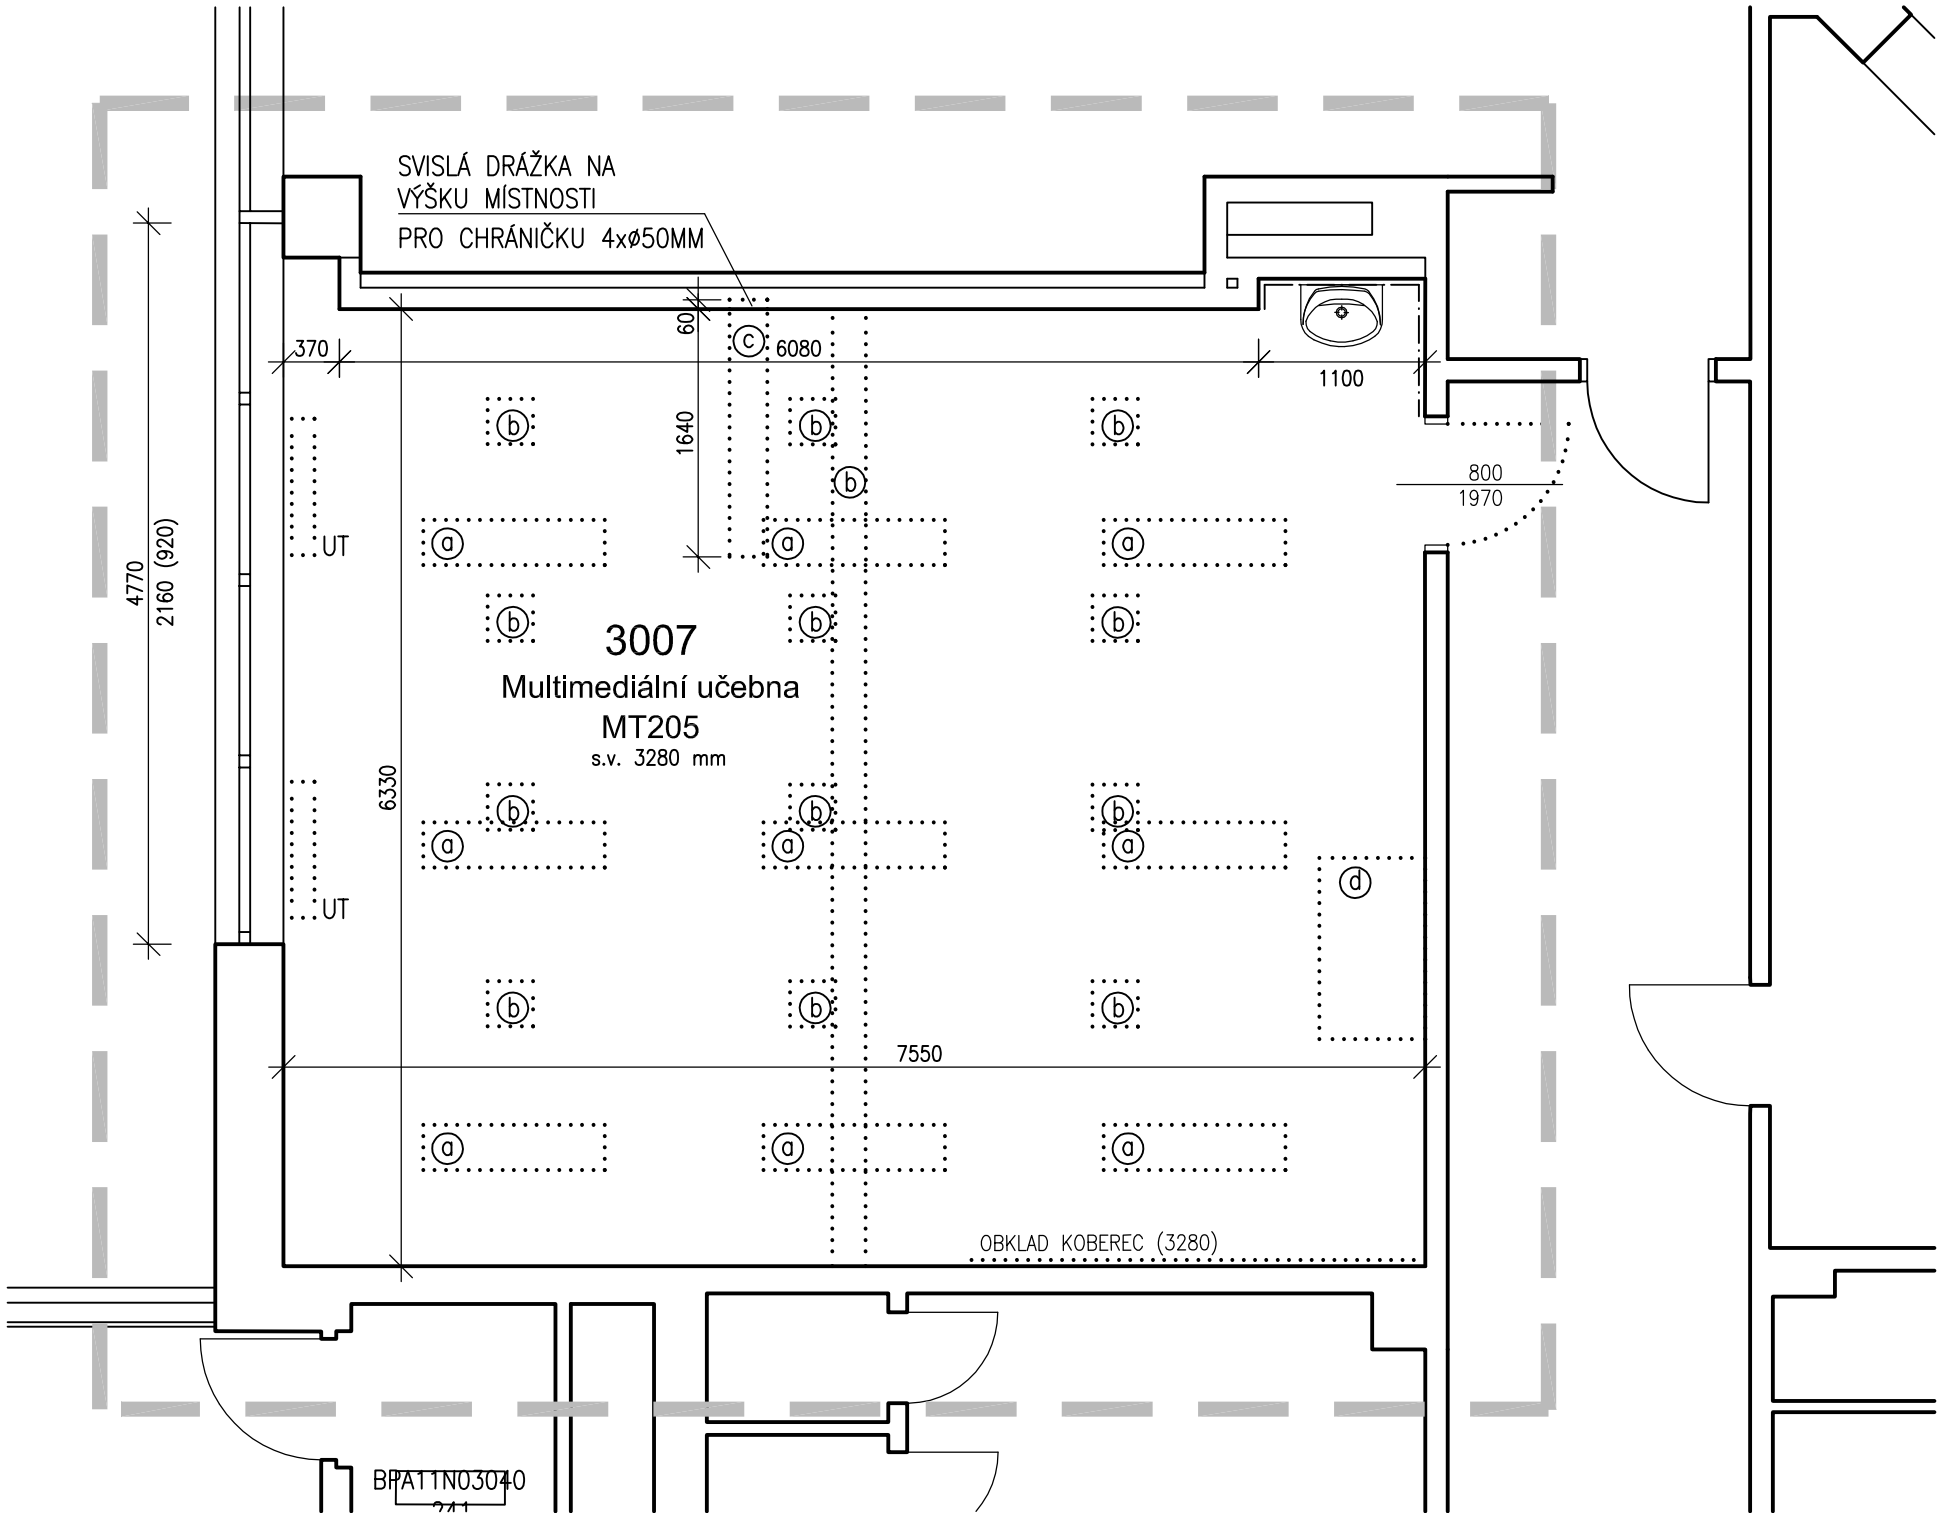 SVISLÁ DRÁŽKA NA
VÝŠKU MÍSTNOSTI
PRO CHRÁNIČKU 4xø50MM
60
c
370
6080
1100
1640
b
b
b
b
800
1970
UT
a
a
a
4770
2160 (920)
b
b
b
3007
Multimediální učebna
MT205
s.v. 3280 mm
6330
b
b
b
a
a
a
d
UT
b
b
b
7550
a
a
a
OBKLAD KOBEREC (3280)
BPA11N03040